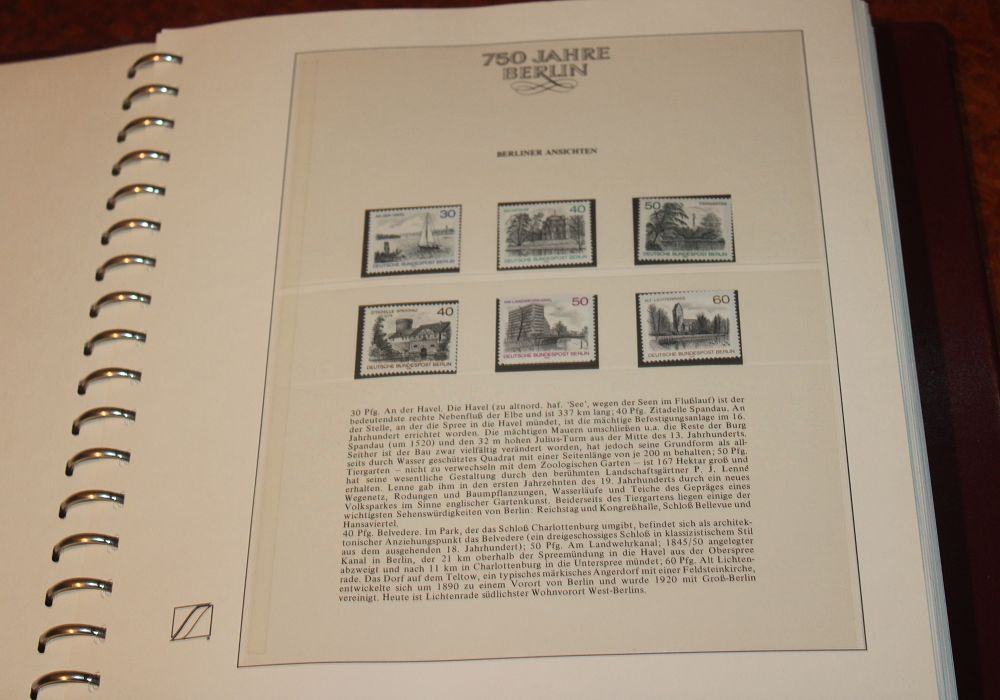 750 JAHRE
BERLIN
BERLINER ANSICHTEN
AN DER HAVEL 30
DEUTSCHE BUNDESPOST BERLIN
40
DEUTSCHE BUNDESPOST BERLIN
50 TIERGARTEN
DEUTSCHE BUNDESPOST BERLIN
ZITADELLE SPANDAU 40
DEUTSCHE BUNDESPOST BERLIN
AM LANDWEHRKANAL 50
DEUTSCHE BUNDESPOST BERLIN
ALT-LICHTENRADE 60
DEUTSCHE BUNDESPOST BERLIN
30 Pfg. An der Havel. Die Havel (zu altnord. haf, 'See', wegen der Seen im Flußlauf) ist der
bedeutendste rechte Nebenfluß der Elbe und ist 337 km lang; 40 Pfg. Zitadelle Spandau. An
der Stelle, an der die Spree in die Havel mündet, ist die mächtige Befestigungsanlage im 16.
Jahrhundert errichtet worden. Die mächtigen Mauern umschließen u.a. die Reste der Burg
Spandau (um 1520) und den 32 m hohen Julius-Turm aus der Mitte des 13. Jahrhunderts.
Seither ist der Bau zwar vielfältig verändert worden, hat jedoch seine Grundform als all-
seits durch Wasser geschütztes Quadrat mit einer Seitenlänge von je 200 m behalten; 50 Pfg.
Tiergarten – nicht zu verwechseln mit dem Zoologischen Garten – ist 167 Hektar groß und
hat seine wesentliche Gestaltung durch den berühmten Landschaftsgärtner P. J. Lenné
erhalten. Lenne gab ihm in den ersten Jahrzehnten des 19. Jahrhunderts durch ein neues
Wegenetz, Rodungen und Baumpflanzungen, Wasserläufe und Teiche des Gepräges eines
Volksparkes im Sinne englischer Gartenkunst. Beiderseits des Tiergartens liegen einige der
wichtigsten Sehenswürdigkeiten von Berlin: Reichstag und Kongreßhalle, Schloß Bellevue und
Hansaviertel.
40 Pfg. Belvedere. Im Park, der das Schloß Charlottenburg umgibt, befindet sich als architek-
tonischer Anziehungspunkt das Belvedere (ein dreigeschossiges Schloß in klassizistischem Stil
aus dem ausgehenden 18. Jahrhundert); 50 Pfg. Am Landwehrkanal; 1845/50 angelegter
Kanal in Berlin, der 21 km oberhalb der Spreemündung in die Havel aus der Oberspree
abzweigt und nach 11 km in Charlottenburg in die Unterspree mündet; 60 Pfg. Alt Lichten-
rade. Das Dorf auf dem Teltow, ein typisches märkisches Angerdorf mit einer Feldsteinkirche,
entwickelte sich um 1890 zu einem Vorort von Berlin und wurde 1920 mit Groß-Berlin
vereinigt. Heute ist Lichtenrade südlichster Wohnvorort West-Berlins.